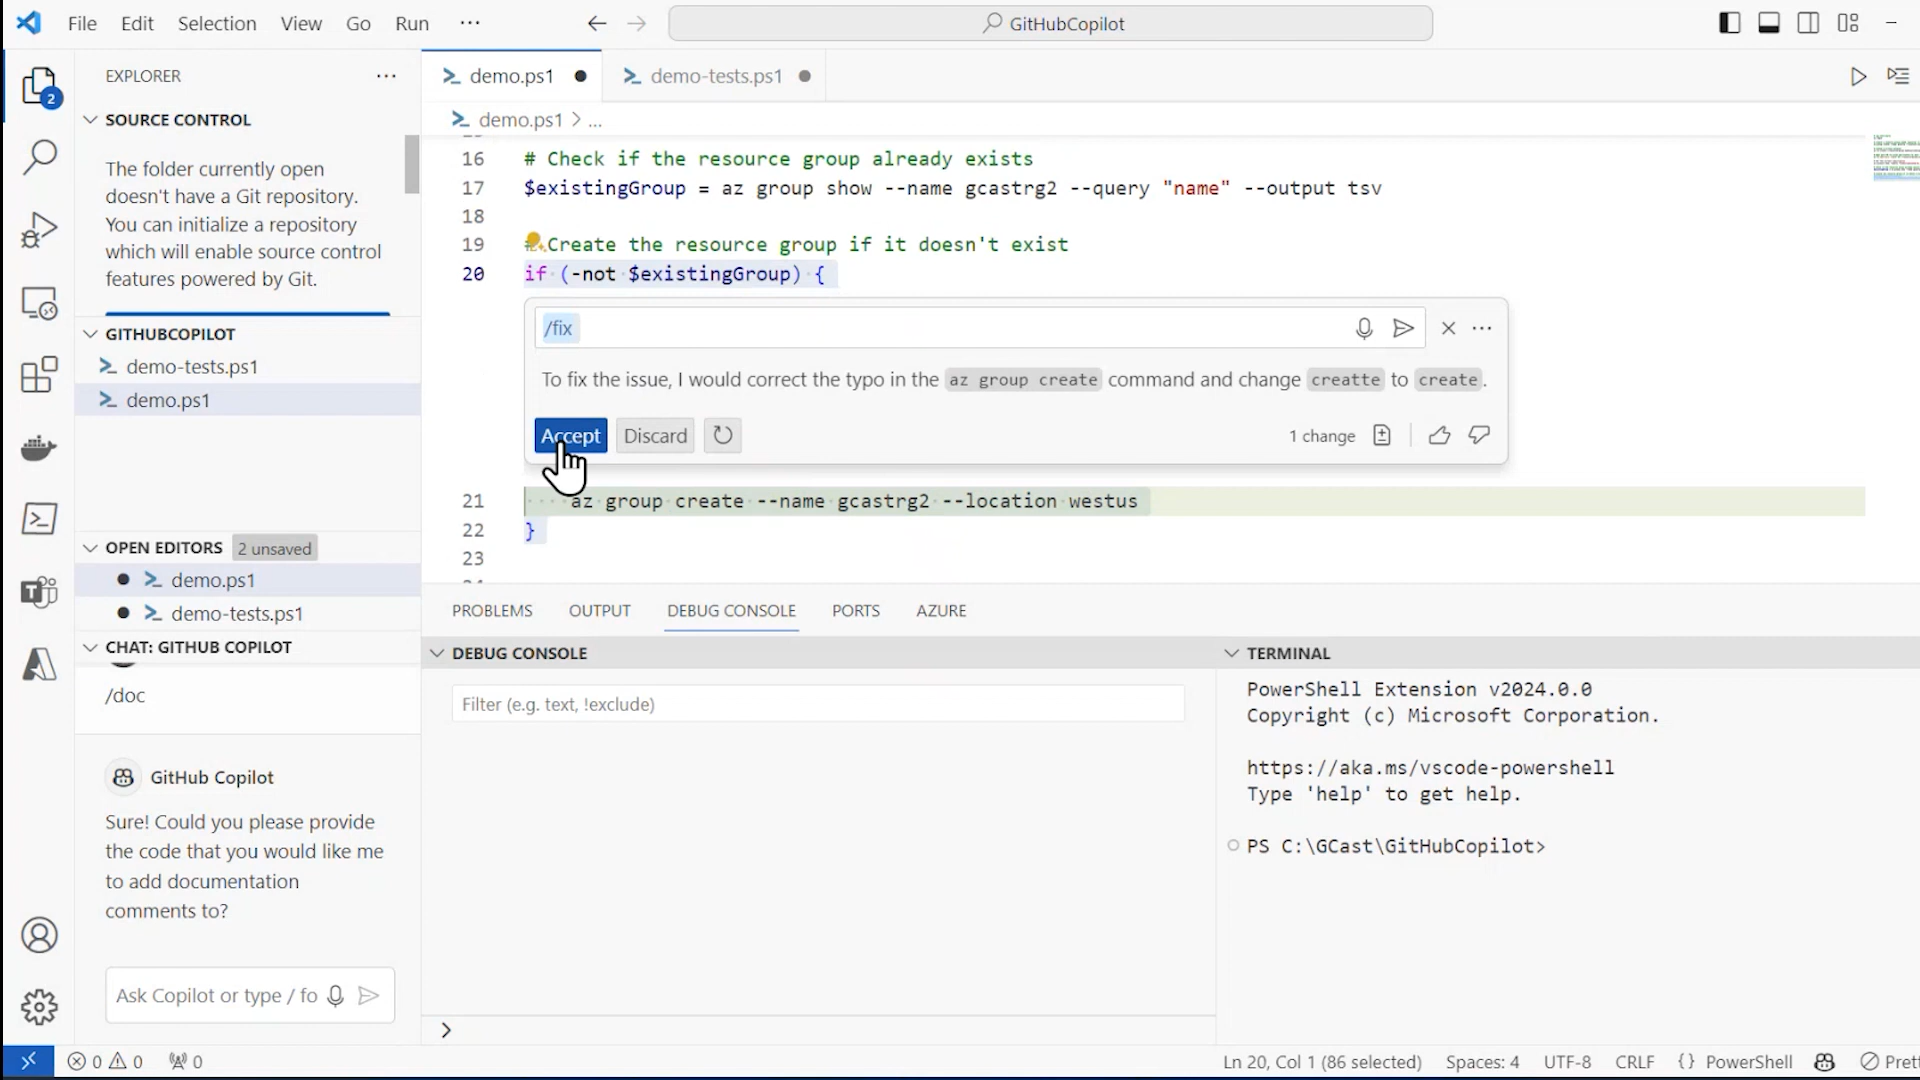 File Edit Selection View Go Run ...
GitHubCopilot
EXPLORER
2
SOURCE CONTROL
The folder currently open
doesn't have a Git repository.
You can initialize a repository
which will enable source control
features powered by Git.
GITHUBCOPILOT
demo-tests.ps1
demo.ps1
OPEN EDITORS 2 unsaved
demo.ps1
demo-tests.ps1
CHAT: GITHUB COPILOT
/doc
GitHub Copilot
Sure! Could you please provide
the code that you would like me
to add documentation
comments to?
Ask Copilot or type / fo
demo.ps1 demo-tests.ps1
demo.ps1 > ...
16 # Check if the resource group already exists
17 $existingGroup = az group show --name gcastrg2 --query "name" --output tsv
18
19 # Create the resource group if it doesn't exist
20 if (-not $existingGroup) {
/fix
To fix the issue, I would correct the typo in the az group create command and change creatte to create.
Accept Discard 1 change
21 az group create --name gcastrg2 --location westus
22 }
23
PROBLEMS OUTPUT DEBUG CONSOLE PORTS AZURE
DEBUG CONSOLE
Filter (e.g. text, !exclude)
TERMINAL
PowerShell Extension v2024.0.0
Copyright (c) Microsoft Corporation.
https://aka.ms/vscode-powershell
Type 'help' to get help.
PS C:\GCast\GitHubCopilot>
0 0 0 Ln 20, Col 1 (86 selected) Spaces: 4 UTF-8 CRLF {} PowerShell Prett